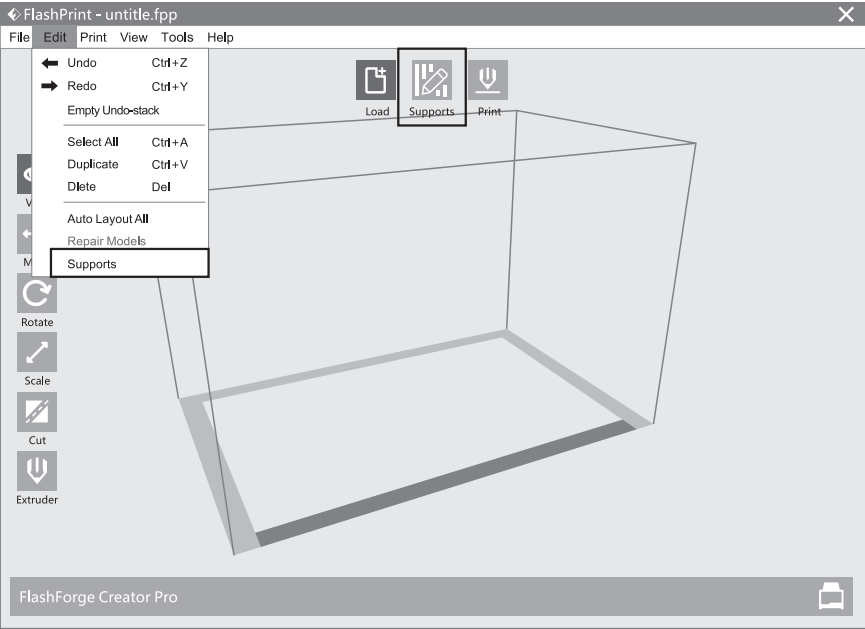 FlashPrint - untitle.fpp
File Edit Print View Tools Help
Undo Ctrl+Z
Redo Ctrl+Y
Empty Undo-stack
Select All Ctrl+A
Duplicate Ctrl+V
Dlete Del
Auto Layout All
Repair Models
Supports
Load Supports Print
Rotate
Scale
Cut
Extruder
FlashForge Creator Pro